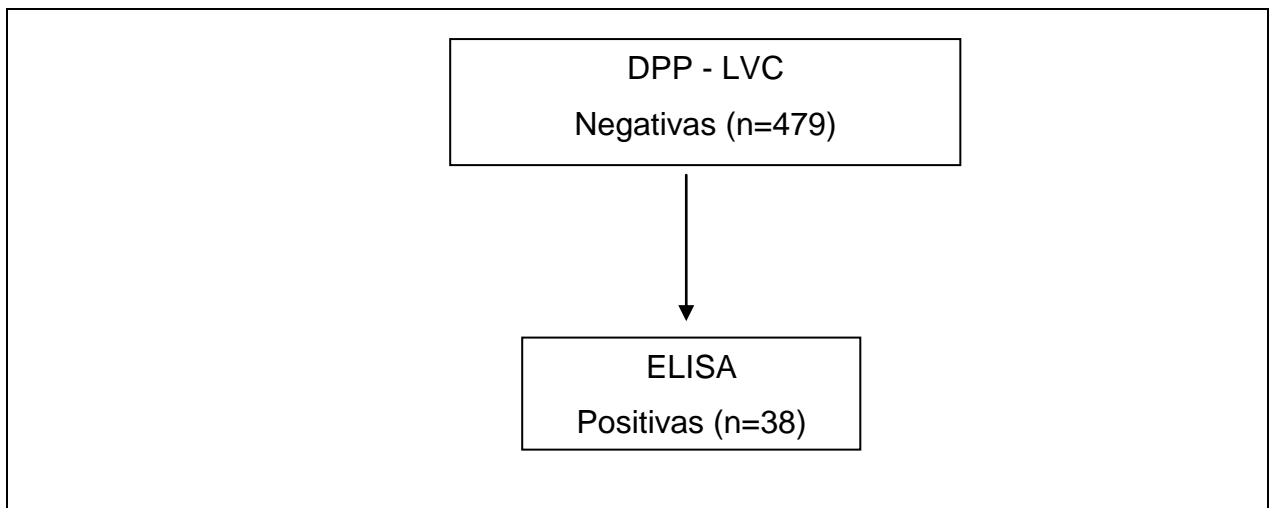 DPP - LVC
Negativas (n=479)
ELISA
Positivas (n=38)